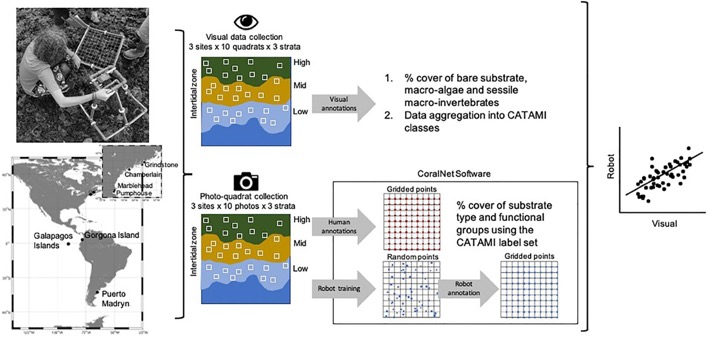 Visual data collection
3 sites x 10 quadrats x 3 strata
High
Mid
Low
Intertidal zone
Visual
annotations
1. % cover of bare substrate,
macro-algae and sessile
macro-invertebrates
2. Data aggregation into CATAMI
classes
Grindstone
Chamberlain
Marblehead
Pumphouse
Galapagos
Islands
Gorgona Island
Puerto
Madryn
Photo-quadrat collection
3 sites x 10 photos x 3 strata
High
Mid
Low
Intertidal zone
CoralNet Software
Human
annotations
Gridded points
% cover of substrate
type and functional
groups using the
CATAMI label set
Robot training
Random points
Robot
annotation
Gridded points
Robot
Visual